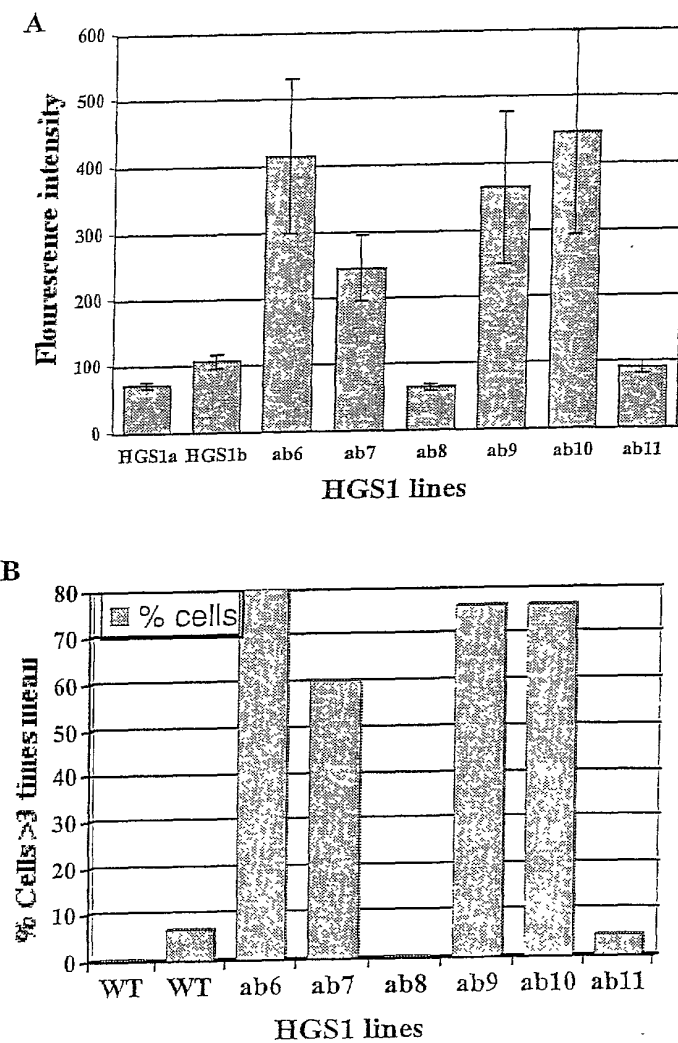 A
Flourescence intensity
600
500
400
300
200
100
0
HGS1a HGS1b ab6 ab7 ab8 ab9 ab10 ab11
HGS1 lines
B
% Cells >3 times mean
80
70
60
50
40
30
20
10
0
% cells
WT WT ab6 ab7 ab8 ab9 ab10 ab11
HGS1 lines